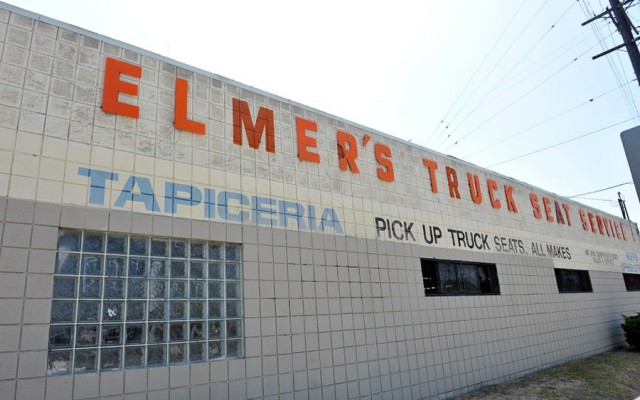 ELMER'S TRUCK SEAT SERVICE
TAPICERIA
PICK UP TRUCK SEATS, ALL MAKES